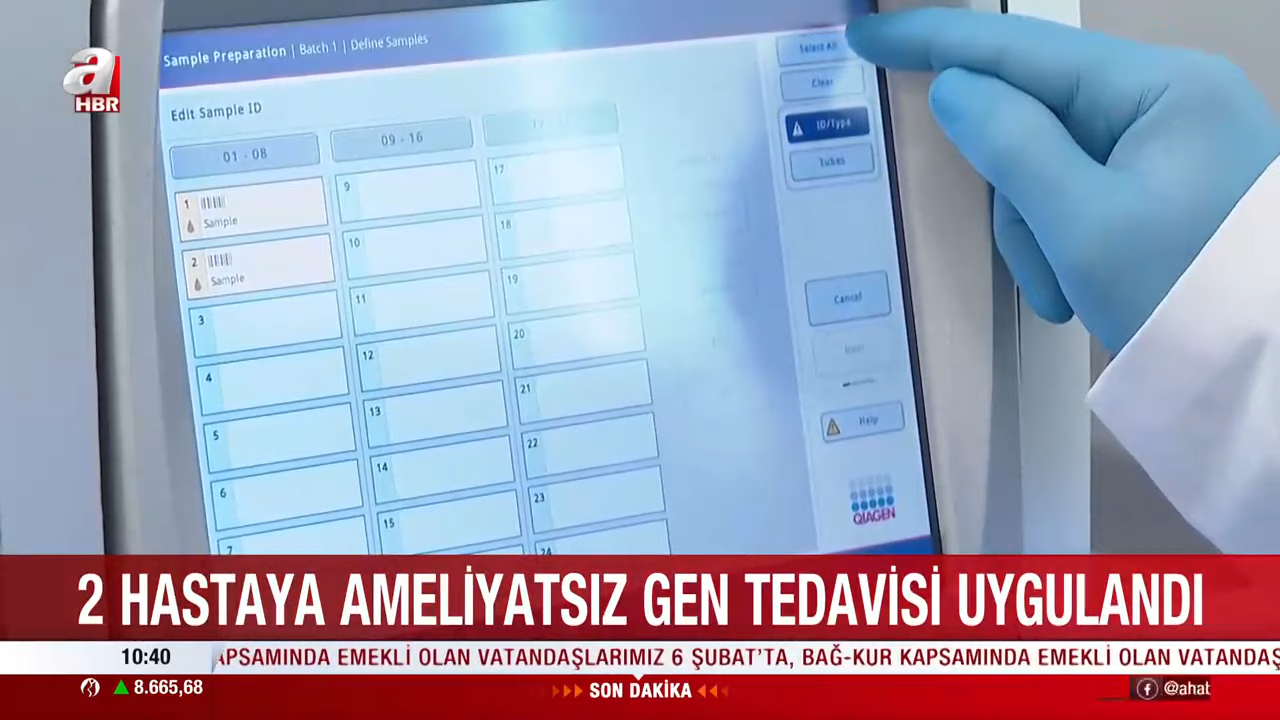 a
HBR
Sample Preparation | Batch 1 | Define Samples
Edit Sample ID
01 - 08
09 - 16
Select All
Clear
ID/Type
Tubes
Cancel
Help
QIAGEN
1
Sample
2
Sample
3
4
5
6
7
9
10
11
12
13
14
15
17
18
19
20
21
22
23
24
2 HASTAYA AMELİYATSIZ GEN TEDAVİSİ UYGULANDI
10:40
APSAMINDA EMEKLİ OLAN VATANDAŞLARIMIZ 6 ŞUBAT'TA, BAĞ-KUR KAPSAMINDA EMEKLİ OLAN VATANDAŞ
8.665,68
SON DAKİKA
@ahat